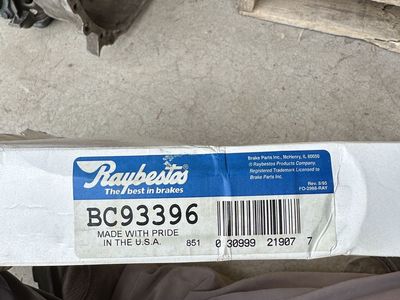 Raybestos
The best in brakes
Brake Parts Inc., McHenry, IL 60050
® Raybestos Products Company.
Registered Trademark Licensed to
Brake Parts Inc.
Rev. 8/95
FO-2998-RAY
BC93396
MADE WITH PRIDE
IN THE U.S.A. 851
0 30999 21907 7